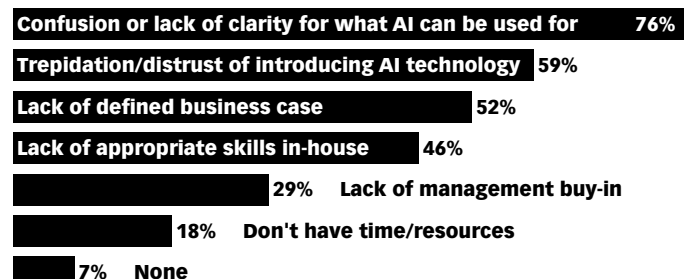 Confusion or lack of clarity for what AI can be used for 76%
Trepidation/distrust of introducing AI technology 59%
Lack of defined business case 52%
Lack of appropriate skills in-house 46%
29% Lack of management buy-in
18% Don't have time/resources
7% None